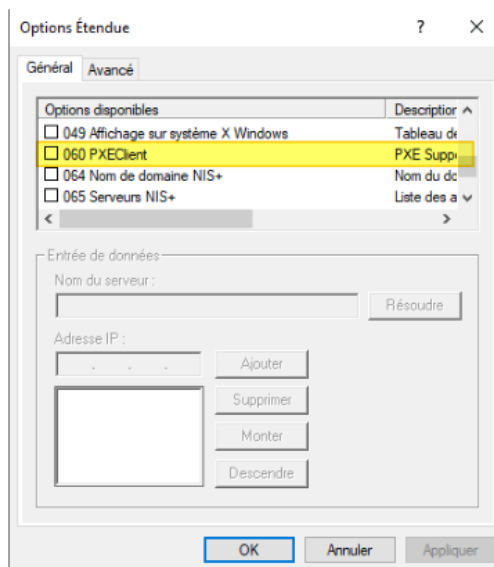 Options Étendue ? ×
Général Avancé
Options disponibles Description
049 Affichage sur système X Windows Tableau de
060 PXEClient PXE Supp
064 Nom de domaine NIS+ Nom du dc
065 Serveurs NIS+ Liste des a
Entrée de données
Nom du serveur :
Résoudre
Adresse IP :
. . . Ajouter
Supprimer
Monter
Descendre
OK Annuler Appliquer